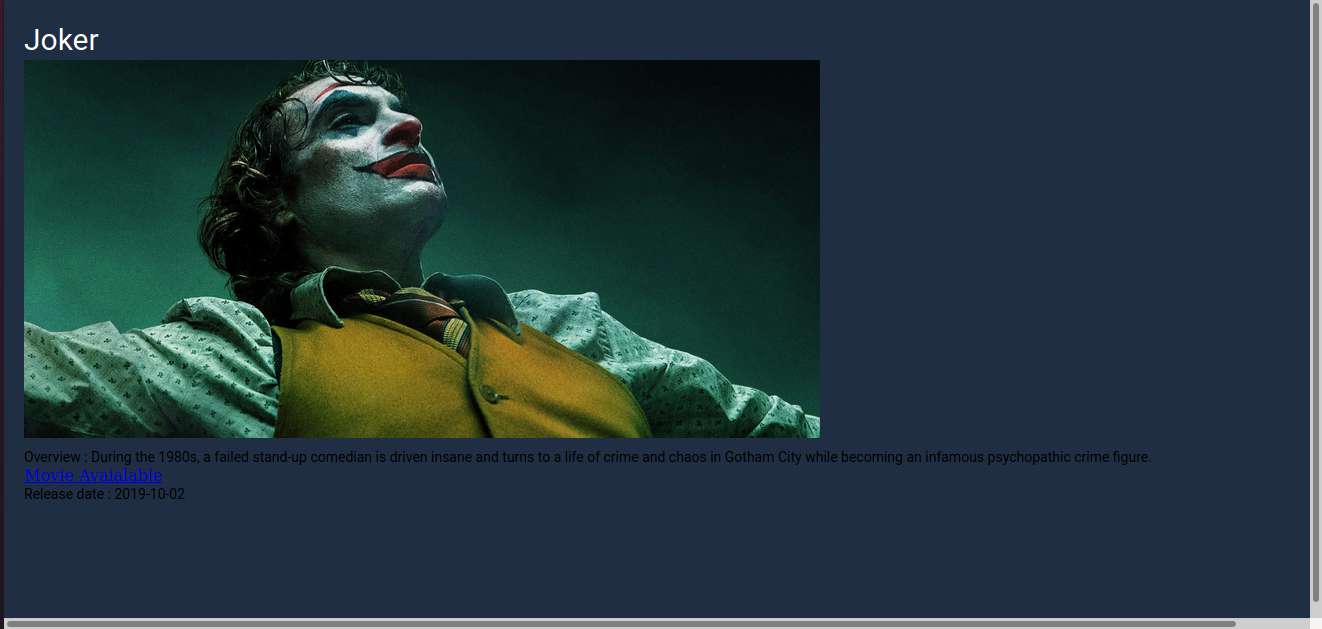 Joker
Overview : During the 1980s, a failed stand-up comedian is driven insane and turns to a life of crime and chaos in Gotham City while becoming an infamous psychopathic crime figure.
Movie Avaialable
Release date : 2019-10-02